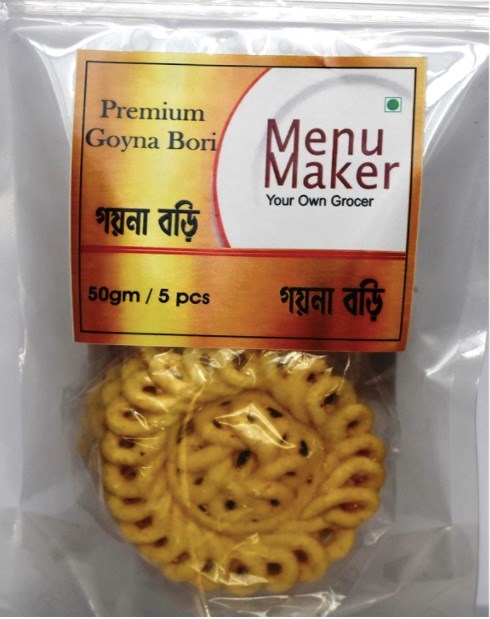 Premium
Goyna Bori
গয়না বড়ি
Menu
Maker
Your Own Grocer
50gm / 5 pcs
গয়না বড়ি